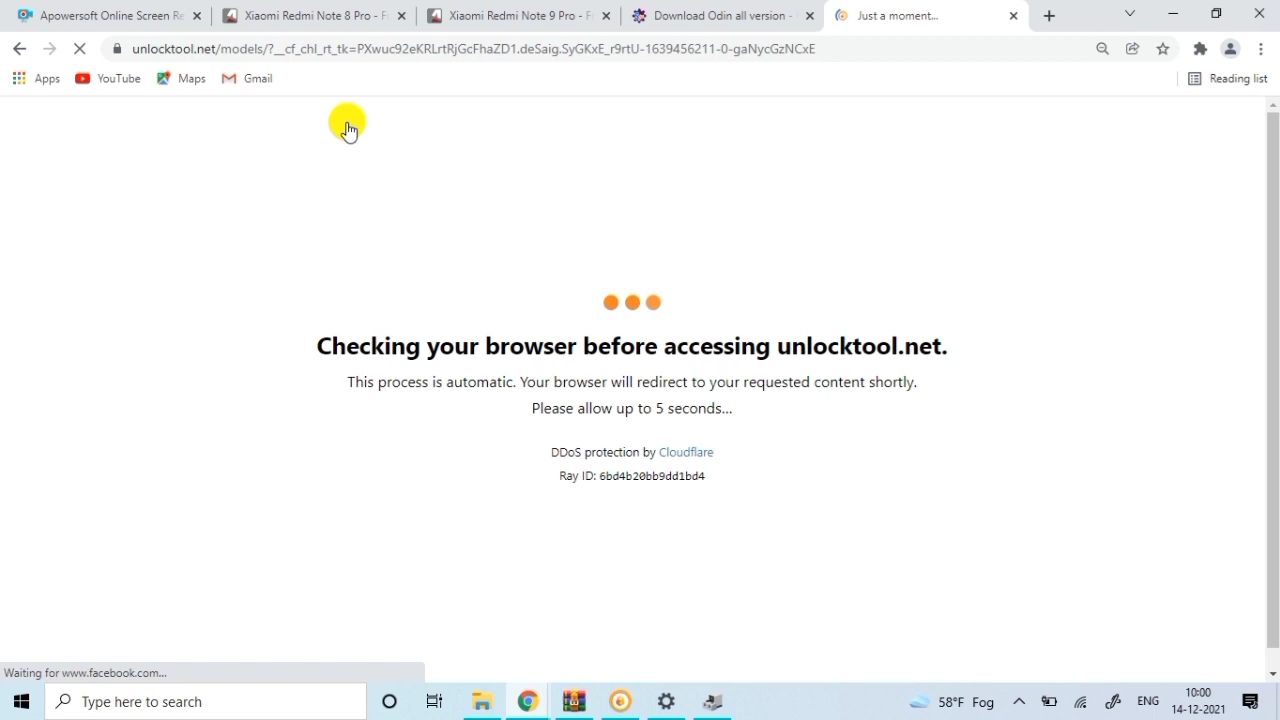 Apowersoft Online Screen Re
Xiaomi Redmi Note 8 Pro - Fi
Xiaomi Redmi Note 9 Pro - Fi
Download Odin all version -
Just a moment...
unlocktool.net/models/?__cf_chl_rt_tk=PXwuc92eKRLrtRjGcFhaZD1.deSaig.SyGKxE_r9rtU-1639456211-0-gaNycGzNCxE
Apps
YouTube
Maps
Gmail
Reading list
Checking your browser before accessing unlocktool.net.
This process is automatic. Your browser will redirect to your requested content shortly.
Please allow up to 5 seconds...
DDoS protection by Cloudflare
Ray ID: 6bd4b20bb9dd1bd4
Waiting for www.facebook.com...
Type here to search
58°F Fog
ENG
10:00
14-12-2021